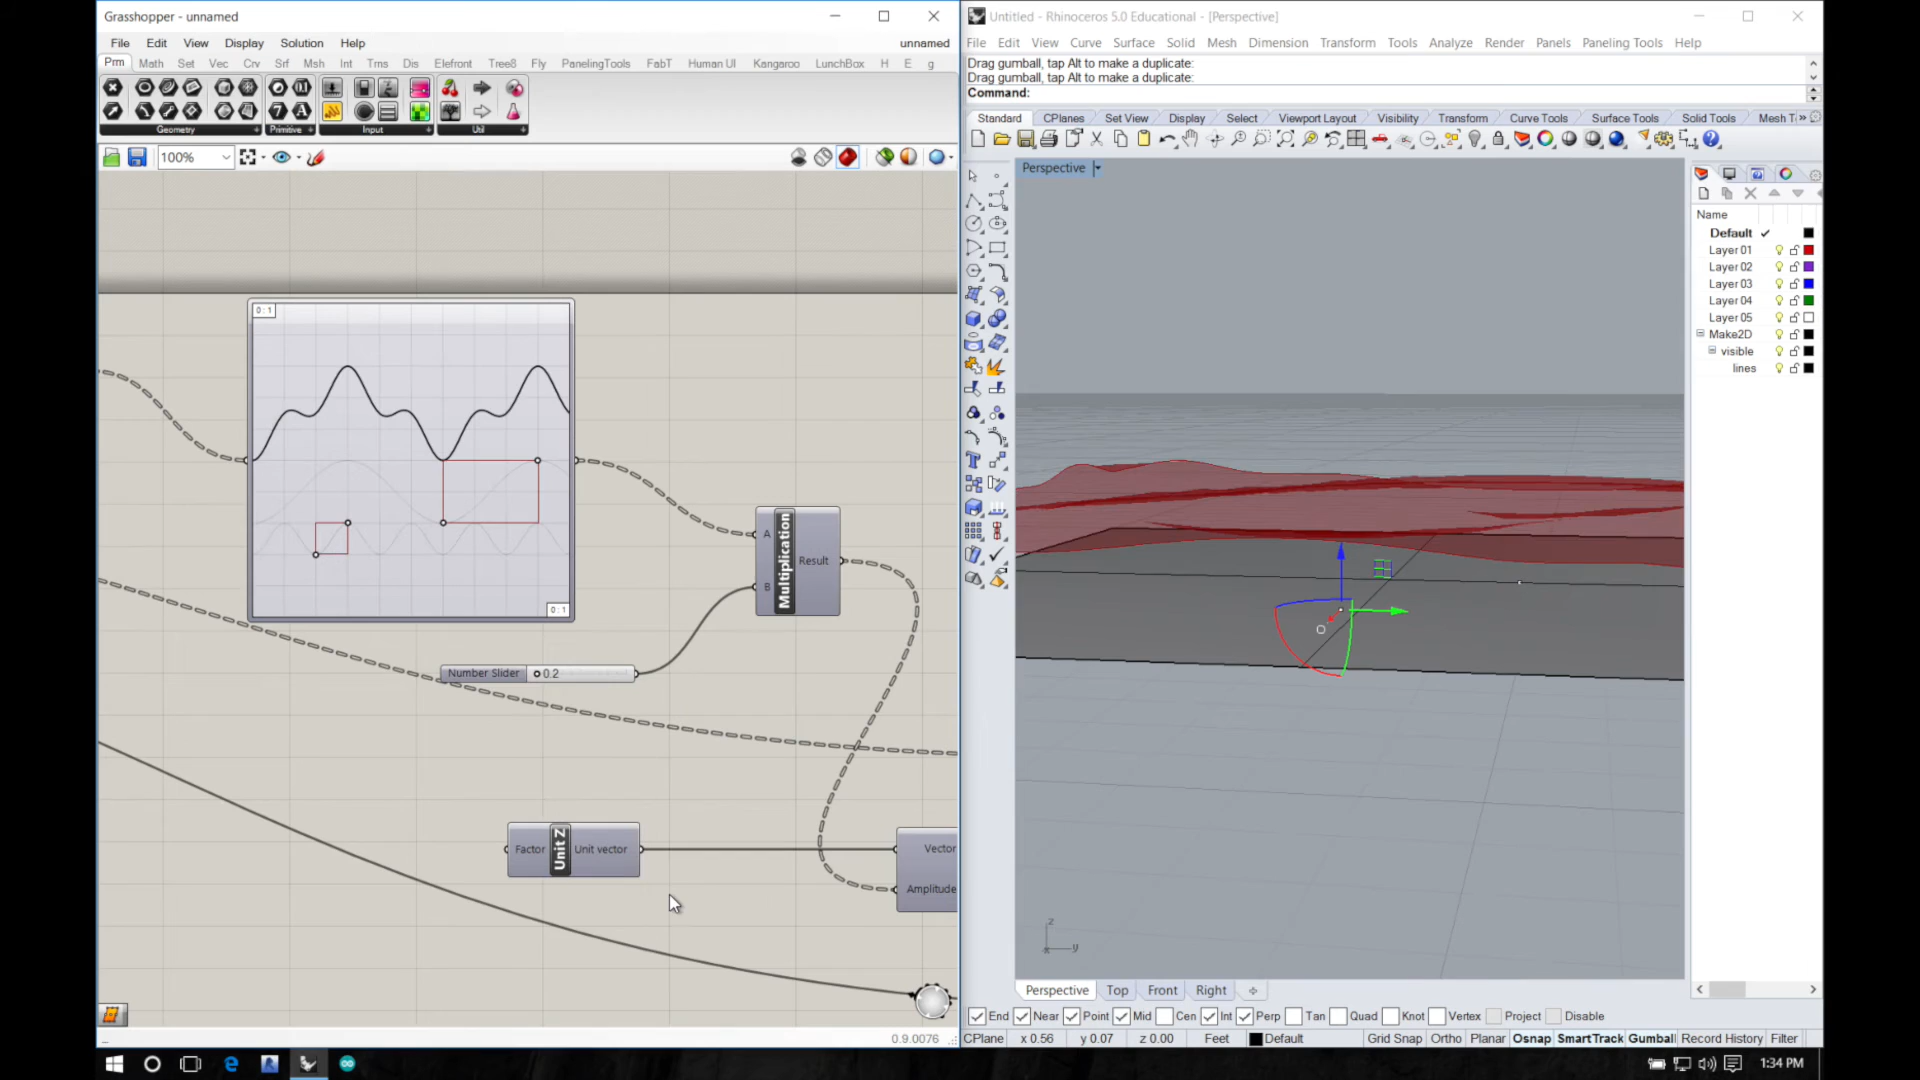 Grasshopper - unnamed
File Edit View Display Solution Help unnamed
Prm Math Set Vec Crv Srf Msh Int Trns Dis Elefront Tree8 Fly PanelingTools FabT Human UI Kangaroo LunchBox H E g
Geometry Primitive Input Util
100%
0 : 1
0 : 1
A
B
Multiplication
Result
Number Slider 0.2
Factor Unit Z Unit vector
Vector
Amplitude
0.9.0076
Untitled - Rhinoceros 5.0 Educational - [Perspective]
File Edit View Curve Surface Solid Mesh Dimension Transform Tools Analyze Render Panels Paneling Tools Help
Drag gumball, tap Alt to make a duplicate:
Drag gumball, tap Alt to make a duplicate:
Command:
Standard CPlanes Set View Display Select Viewport Layout Visibility Transform Curve Tools Surface Tools Solid Tools Mesh T
Perspective
Name
Default
Layer 01
Layer 02
Layer 03
Layer 04
Layer 05
Make2D
visible
lines
z
x y
Perspective Top Front Right
End Near Point Mid Cen Int Perp Tan Quad Knot Vertex Project Disable
CPlane x 0.56 y 0.07 z 0.00 Feet Default Grid Snap Ortho Planar Osnap SmartTrack Gumball Record History Filter
1:34 PM